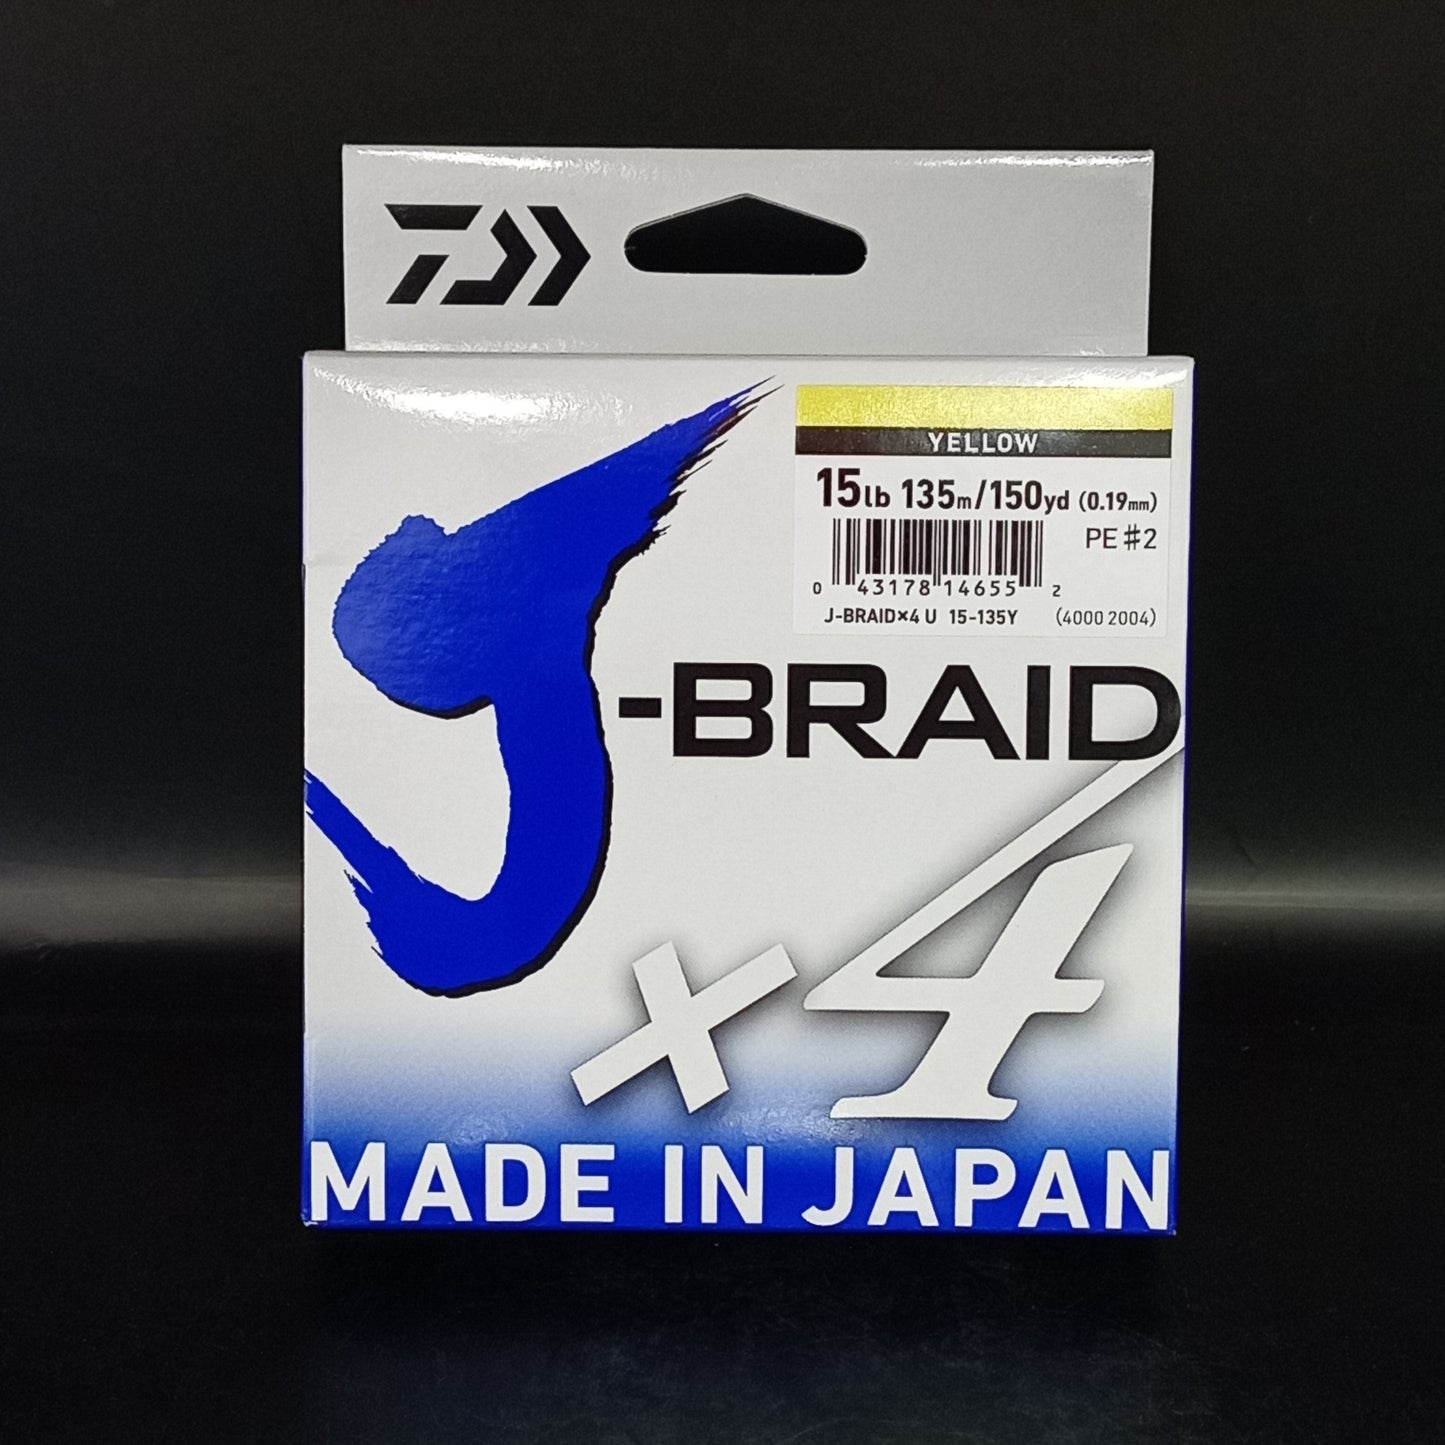 YELLOW
15lb 135m/150yd (0.19mm)
PE♯2
0 43178 14655 2
J-BRAID×4 U 15-135Y (4000 2004)
J-BRAID
×4
MADE IN JAPAN